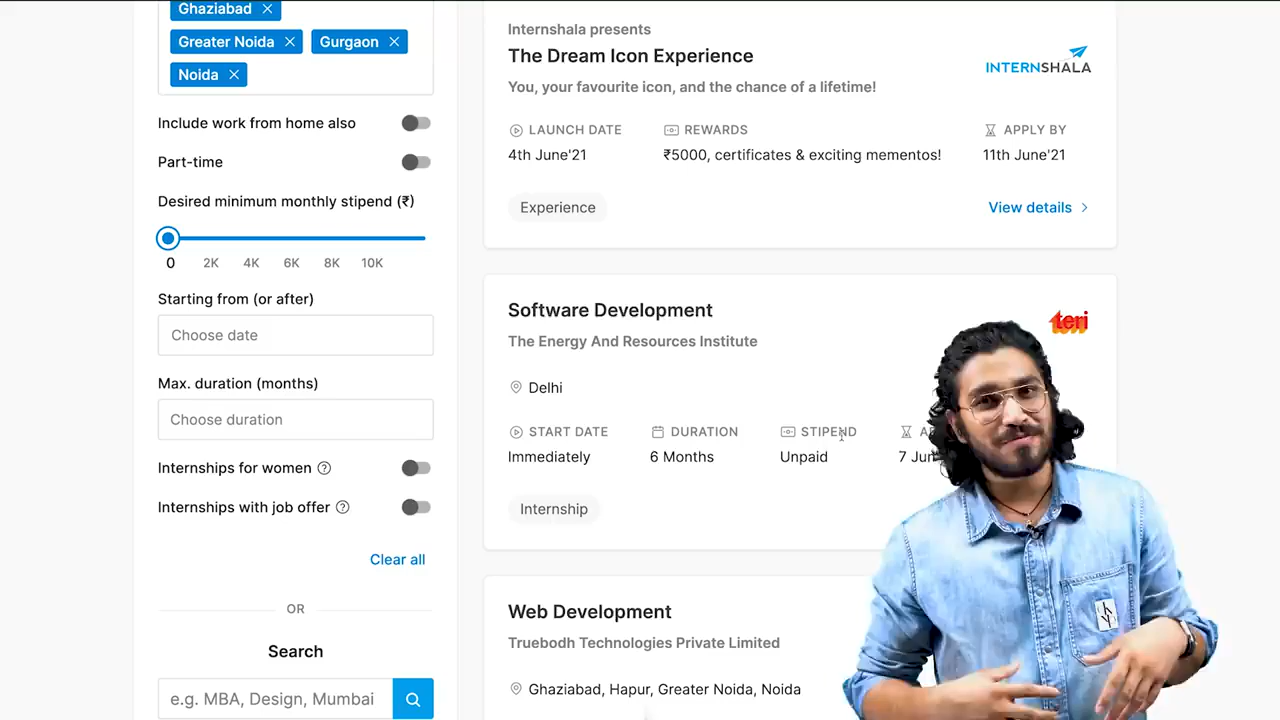 Ghaziabad
Greater Noida
Gurgaon
Noida
Include work from home also
Part-time
Desired minimum monthly stipend (₹)
0 2K 4K 6K 8K 10K
Starting from (or after)
Choose date
Max. duration (months)
Choose duration
Internships for women
Internships with job offer
Clear all
OR
Search
e.g. MBA, Design, Mumbai
Internshala presents
The Dream Icon Experience
INTERNSHALA
You, your favourite icon, and the chance of a lifetime!
LAUNCH DATE REWARDS APPLY BY
4th June'21 ₹5000, certificates & exciting mementos! 11th June'21
Experience
View details
Software Development
teri
The Energy And Resources Institute
Delhi
START DATE DURATION STIPEND
Immediately 6 Months Unpaid 7 Jun
Internship
Web Development
Truebodh Technologies Private Limited
Ghaziabad, Hapur, Greater Noida, Noida